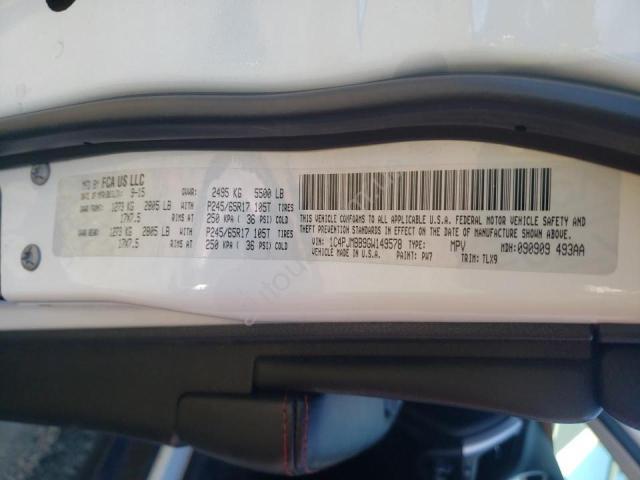 MFD BY FCA US LLC GVWR: 2495 KG 5500 LB
DATE OF MFR 9-15
GAWR FRONT: 1273 KG 2805 LB WITH P245/65R17 105T TIRES
17X7.5 RIMS AT 250 KPA ( 36 PSI) COLD
GAWR REAR: 1273 KG 2805 LB WITH P245/65R17 105T TIRES
17X7.5 RIMS AT 250 KPA ( 36 PSI) COLD
THIS VEHICLE CONFORMS TO ALL APPLICABLE U.S.A. FEDERAL MOTOR VEHICLE SAFETY AND
THEFT PREVENTION STANDARDS IN EFFECT ON THE DATE OF MANUFACTURE SHOWN ABOVE.
VIN: 1C4PJMBB9GW149578 TYPE: MPV MDH: 090909 493AA
VEHICLE MADE IN U.S.A. PAINT: PW7 TRIM: TLX9